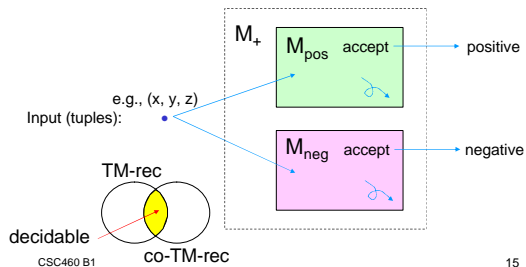 M+
Mpos accept positive
e.g., (x, y, z)
Input (tuples):
Mneg accept negative
TM-rec
decidable
co-TM-rec
CSC460 B1
15